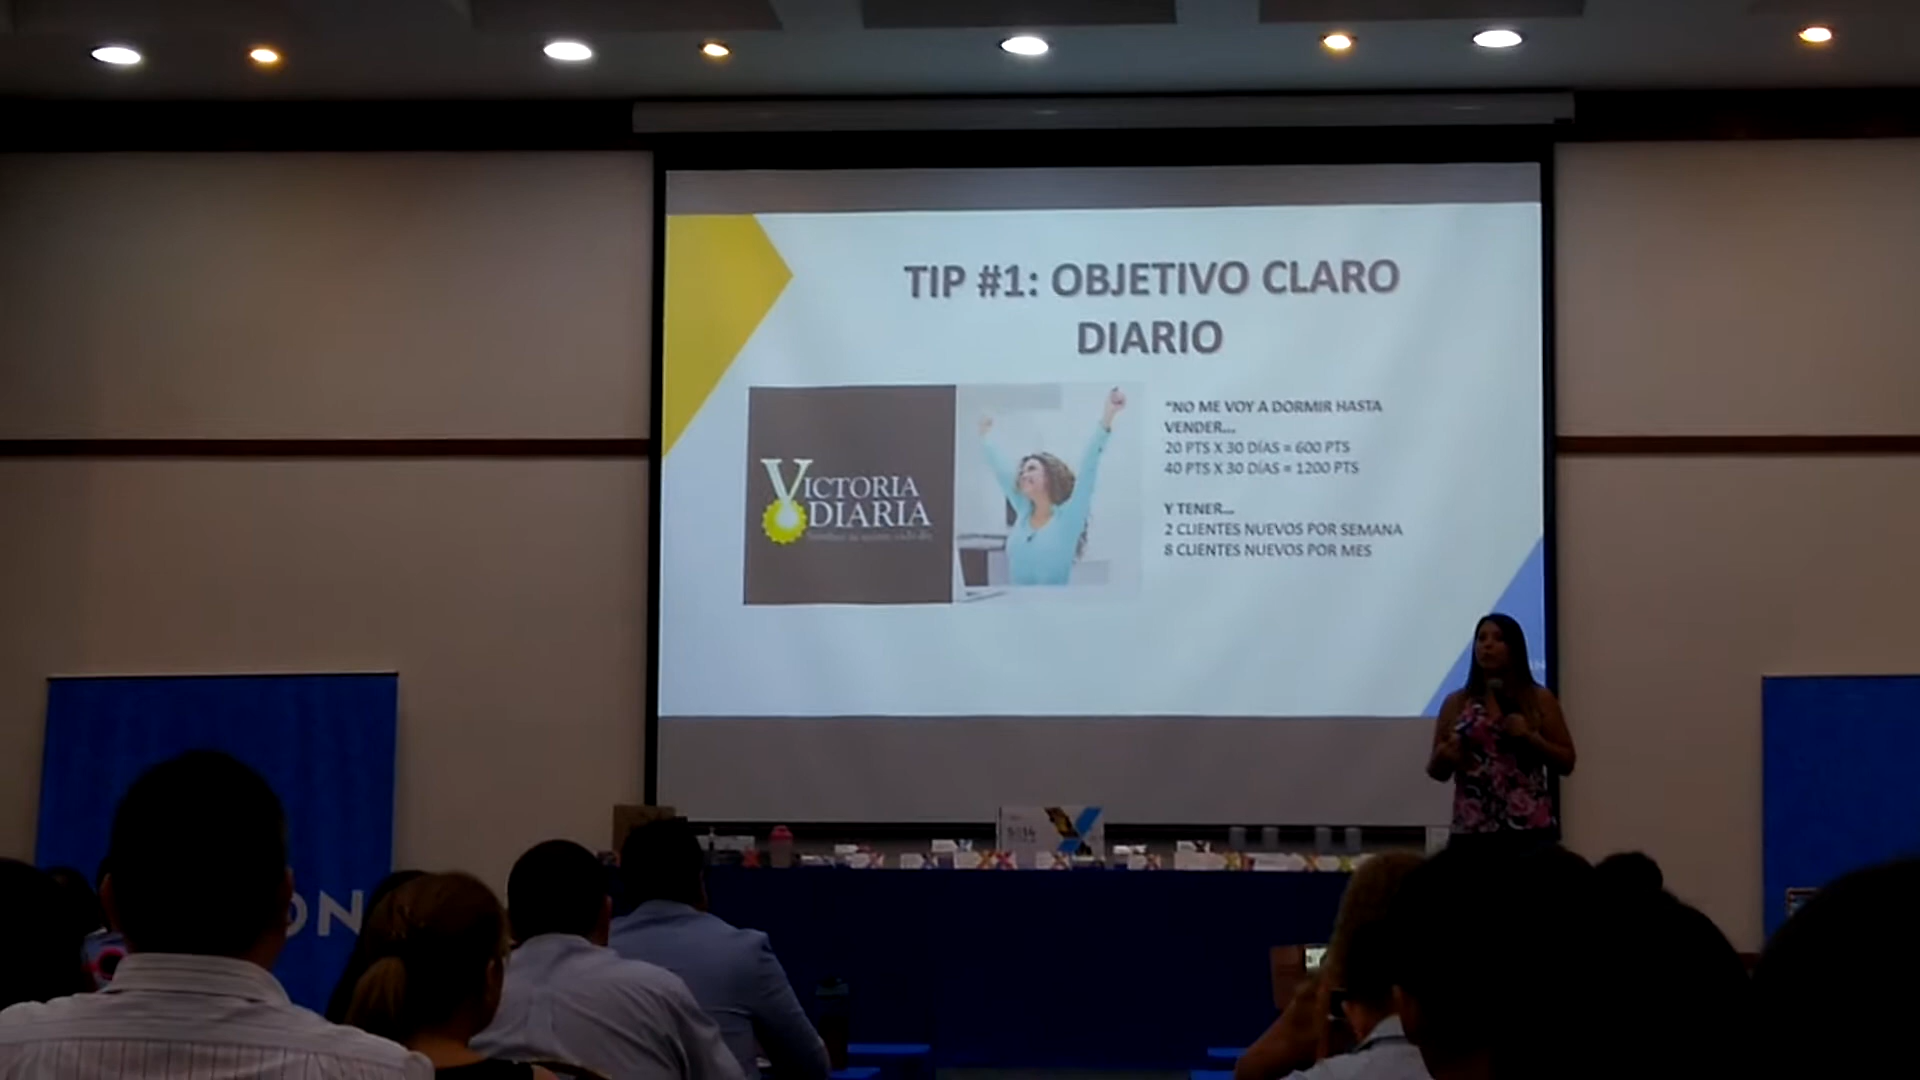 TIP #1: OBJETIVO CLARO
DIARIO
VICTORIA
DIARIA
"NO ME VOY A DORMIR HASTA
VENDER...
20 PTS X 30 DÍAS = 600 PTS
40 PTS X 30 DÍAS = 1200 PTS
Y TENER...
2 CLIENTES NUEVOS POR SEMANA
8 CLIENTES NUEVOS POR MES
ON